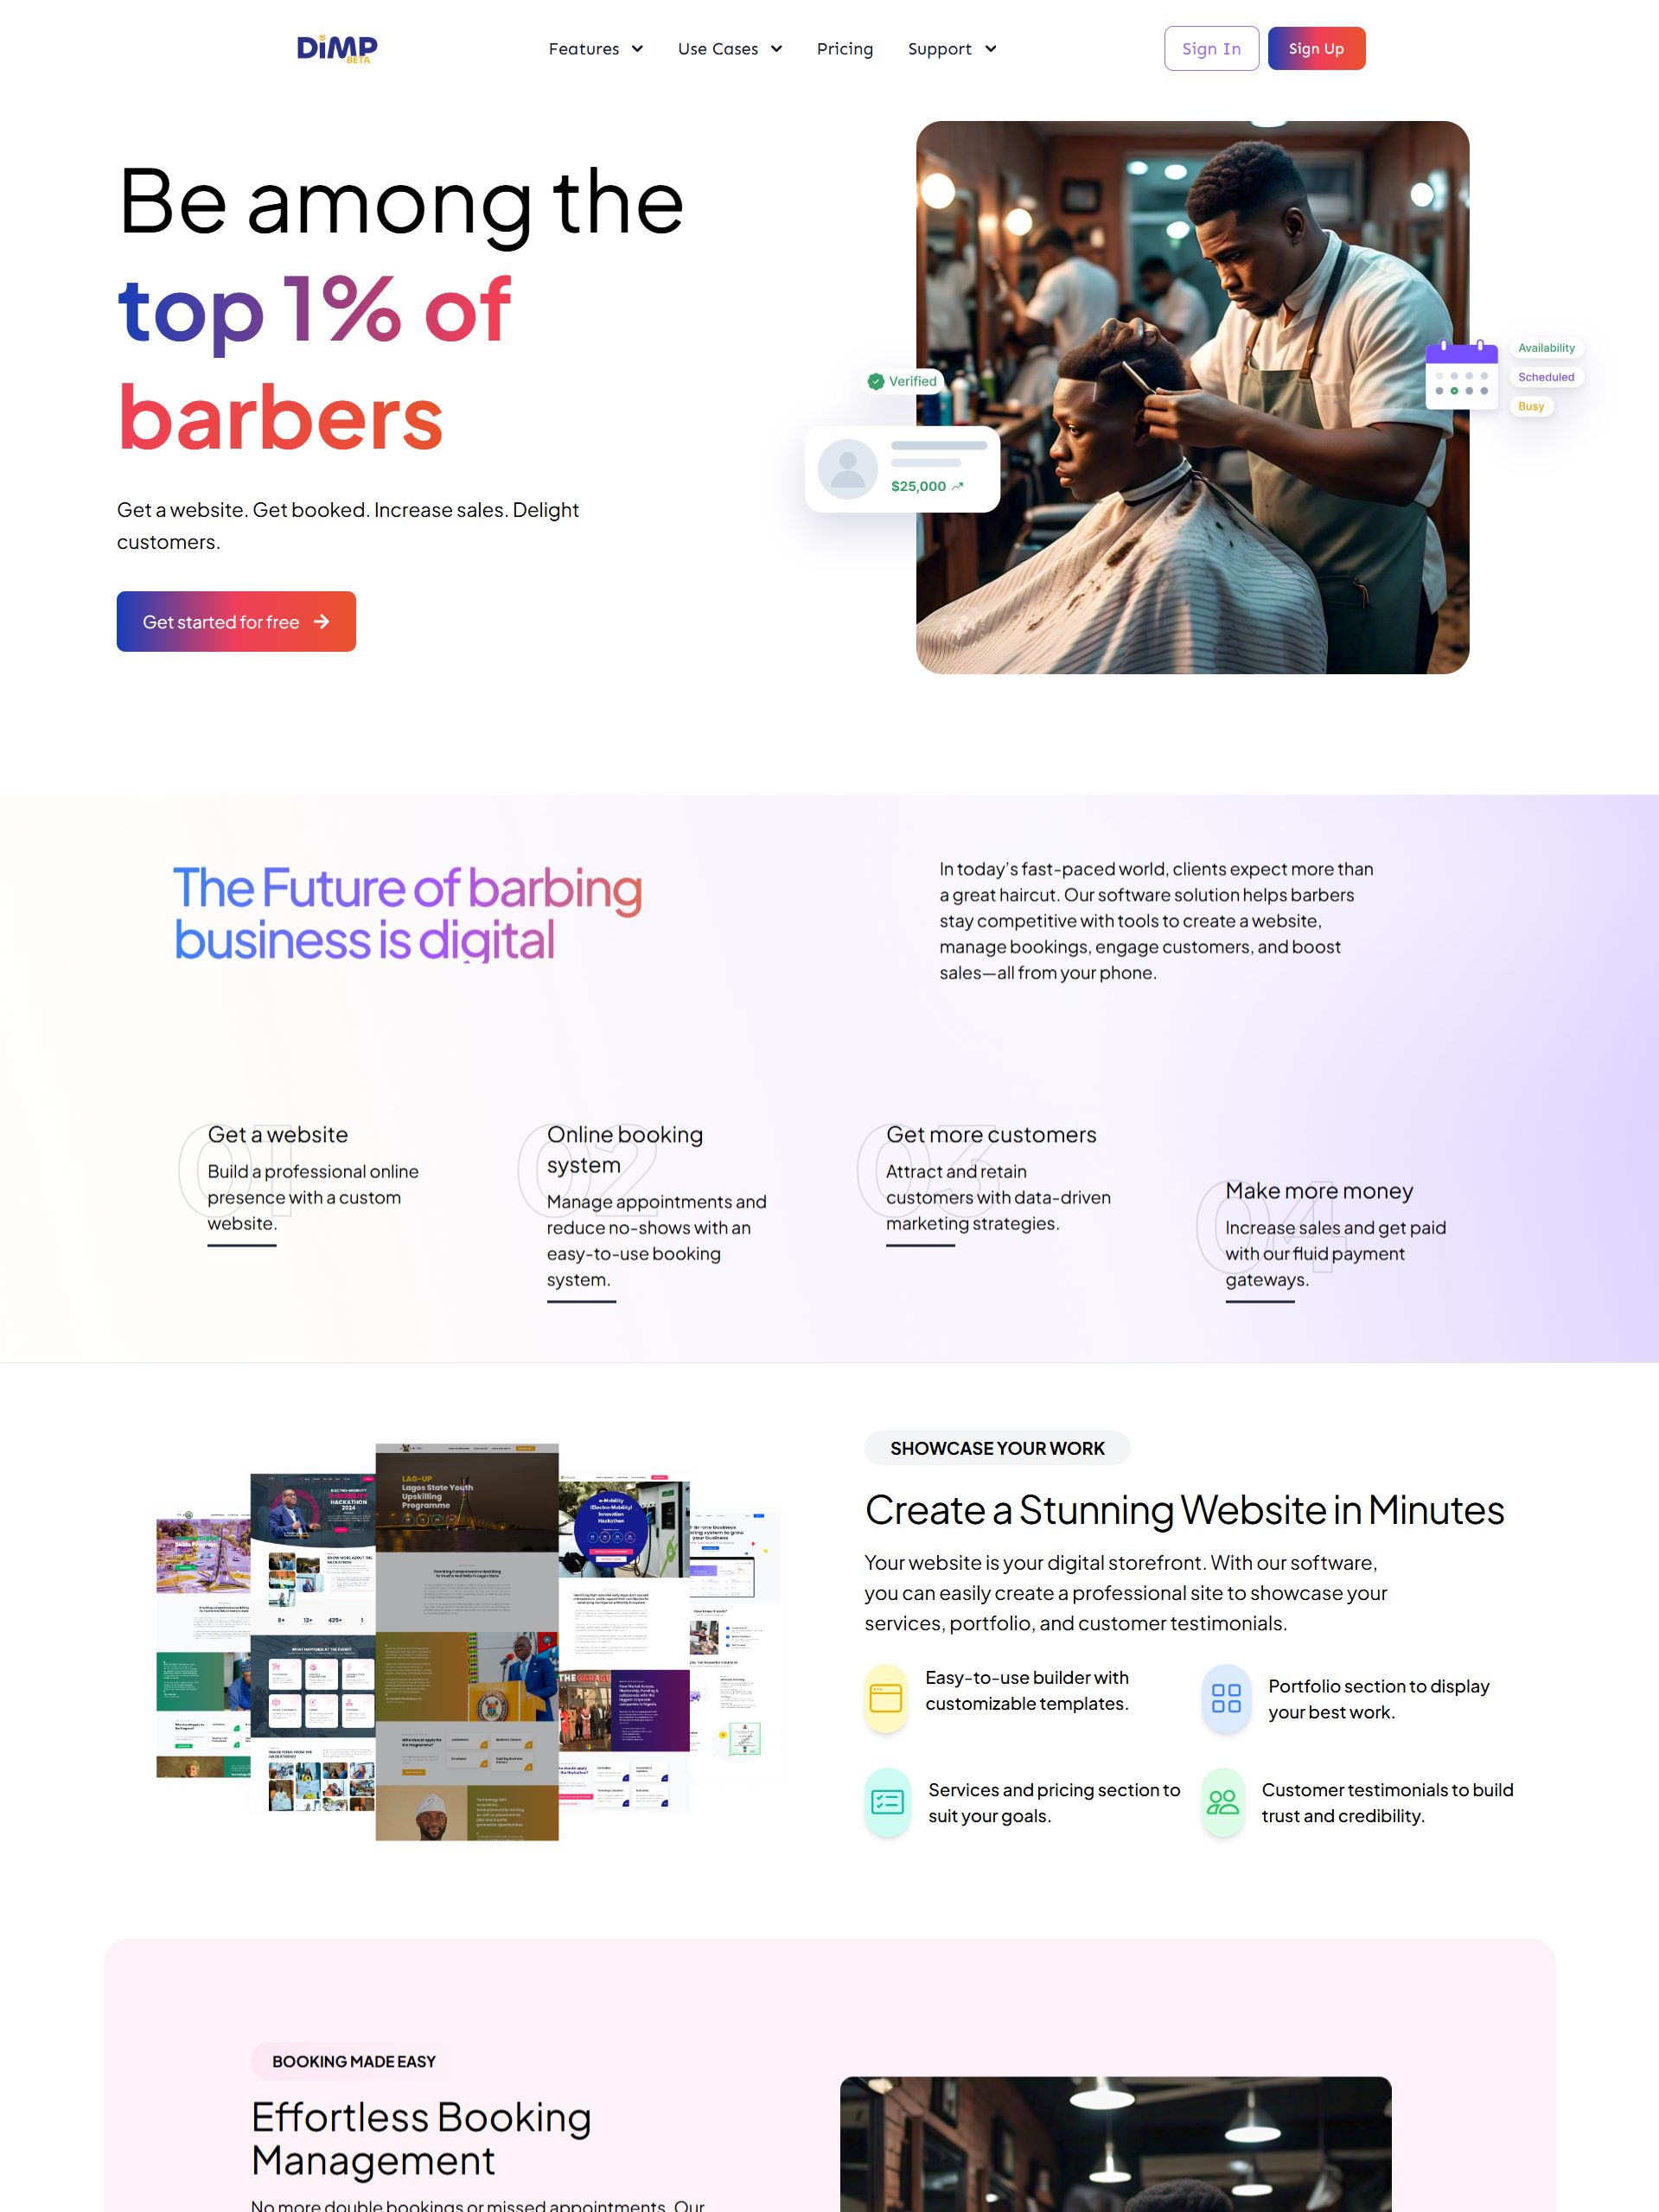 DiMP
BETA
Features
Use Cases
Pricing
Support
Sign In
Sign Up
Be among the
top 1% of
barbers
Get a website. Get booked. Increase sales. Delight
customers.
Get started for free
Verified
$25,000
Availability
Scheduled
Busy
The Future of barbing
business is digital
In today's fast-paced world, clients expect more than
a great haircut. Our software solution helps barbers
stay competitive with tools to create a website,
manage bookings, engage customers, and boost
sales—all from your phone.
01
Get a website
Build a professional online
presence with a custom
website.
02
Online booking
system
Manage appointments and
reduce no-shows with an
easy-to-use booking
system.
03
Get more customers
Attract and retain
customers with data-driven
marketing strategies.
04
Make more money
Increase sales and get paid
with our fluid payment
gateways.
LAG-UP
Lagos State Youth
Upskilling
Programme
HACKATHON
2024
e-Mobility
(Electro-Mobility)
Innovation
Hackathon
SHOWCASE YOUR WORK
Create a Stunning Website in Minutes
Your website is your digital storefront. With our software,
you can easily create a professional site to showcase your
services, portfolio, and customer testimonials.
Easy-to-use builder with
customizable templates.
Portfolio section to display
your best work.
Services and pricing section to
suit your goals.
Customer testimonials to build
trust and credibility.
BOOKING MADE EASY
Effortless Booking
Management
No more double bookings or missed appointments. Our